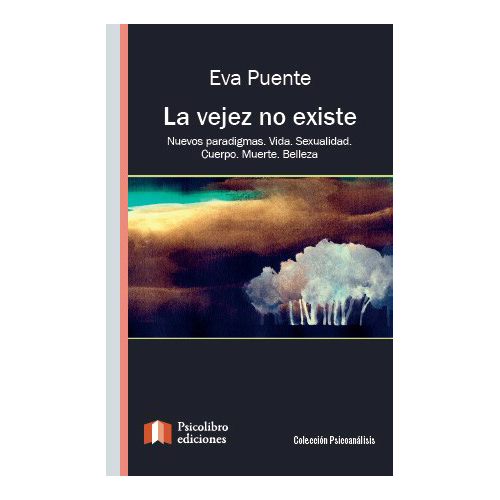 Eva Puente
La vejez no existe
Nuevos paradigmas. Vida. Sexualidad.
Cuerpo. Muerte. Belleza
Psicolibro
ediciones
Colección Psicoanálisis